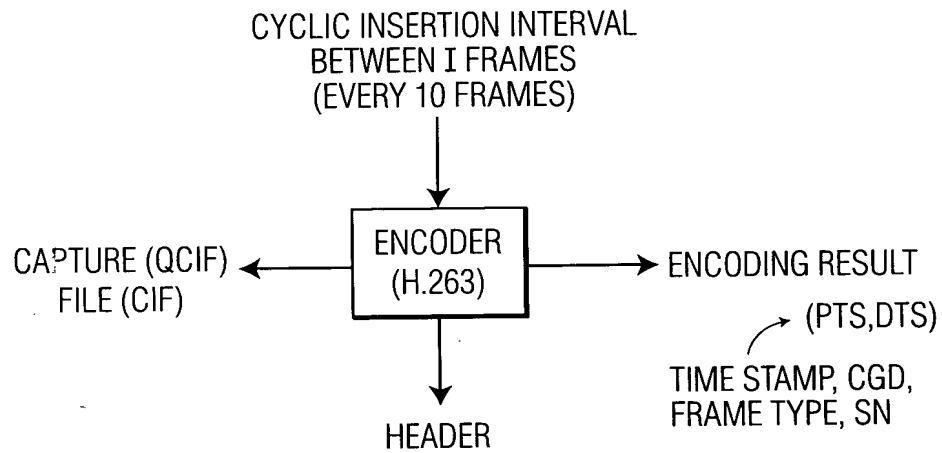 CYCLIC INSERTION INTERVAL
BETWEEN I FRAMES
(EVERY 10 FRAMES)
ENCODER
(H.263)
CAPTURE (QCIF)
FILE (CIF)
ENCODING RESULT
(PTS,DTS)
TIME STAMP, CGD,
FRAME TYPE, SN
HEADER